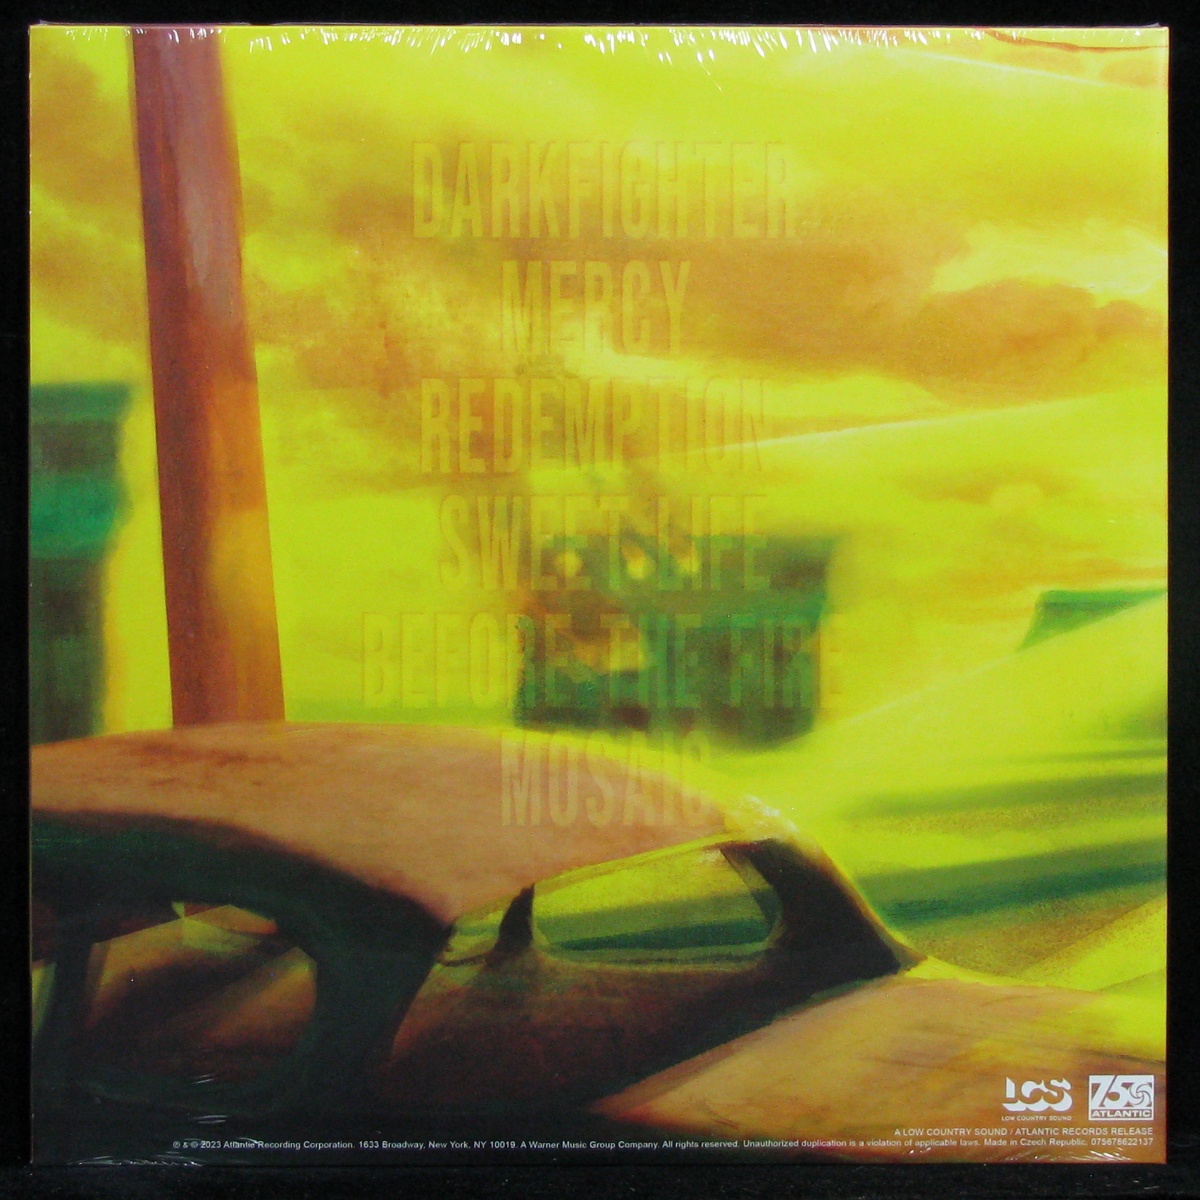 DARKFIGHTER
MERCY
REDEMPTION
SWEET LIFE
BEFORE THE FIRE
MOSAIC
LCS
LOW COUNTRY SOUND
75
ATLANTIC
A LOW COUNTRY SOUND / ATLANTIC RECORDS RELEASE
℗ & © 2023 Atlantic Recording Corporation. 1633 Broadway, New York, NY 10019. A Warner Music Group Company. All rights reserved. Unauthorized duplication is a violation of applicable laws. Made in Czech Republic. 075678622137